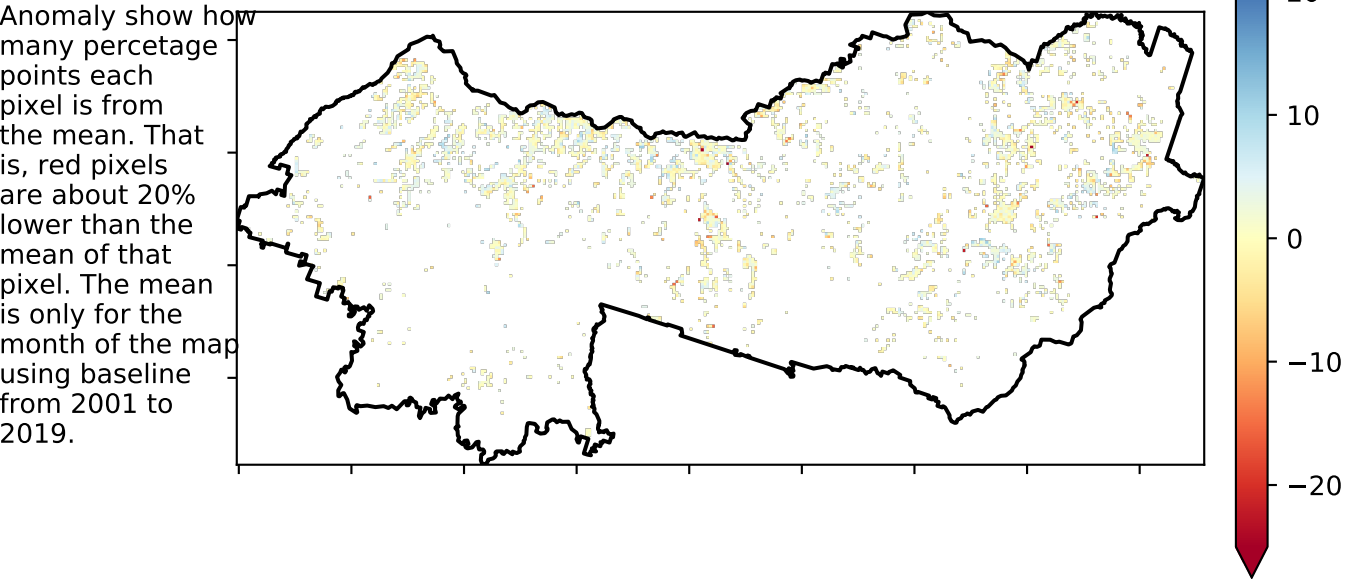 Anomaly show how
many percetage
points each
pixel is from
the mean. That
is, red pixels
are about 20%
lower than the
mean of that
pixel. The mean
is only for the
month of the map
using baseline
from 2001 to
2019.
10
0
−10
−20